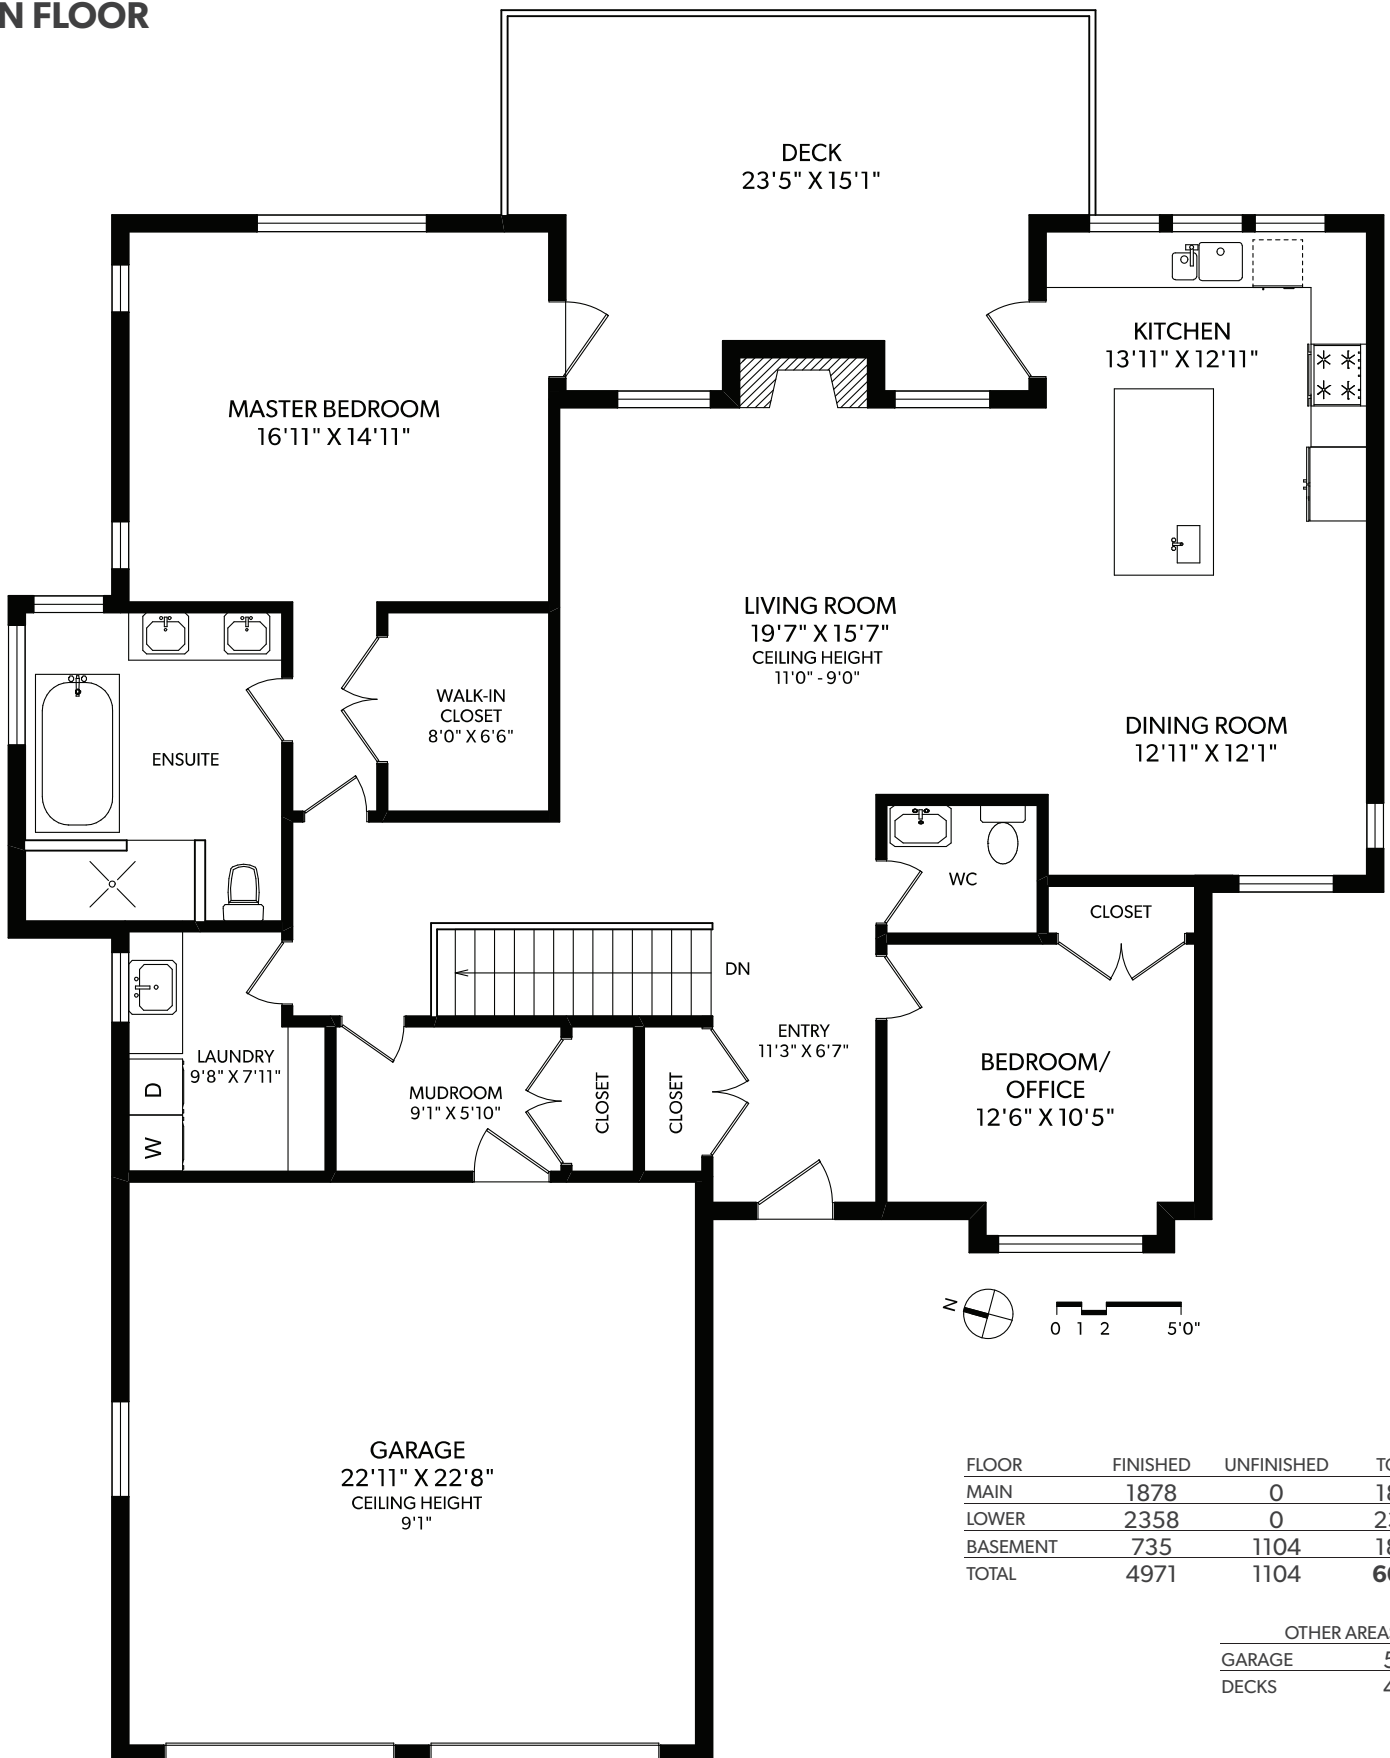 N FLOOR
DECK
23'5" X 15'1"
KITCHEN
13'11" X 12'11"
MASTER BEDROOM
16'11" X 14'11"
LIVING ROOM
19'7" X 15'7"
CEILING HEIGHT
11'0" - 9'0"
WALK-IN
CLOSET
8'0" X 6'6"
DINING ROOM
12'11" X 12'1"
ENSUITE
WC
CLOSET
DN
ENTRY
11'3" X 6'7"
LAUNDRY
9'8" X 7'11"
D
W
MUDROOM
9'1" X 5'10"
CLOSET
CLOSET
BEDROOM/
OFFICE
12'6" X 10'5"
N
0 1 2 5'0"
GARAGE
22'11" X 22'8"
CEILING HEIGHT
9'1"
FLOOR FINISHED UNFINISHED
MAIN 1878 0
LOWER 2358 0
BASEMENT 735 1104
TOTAL 4971 1104
OTHER AREAS
GARAGE
DECKS